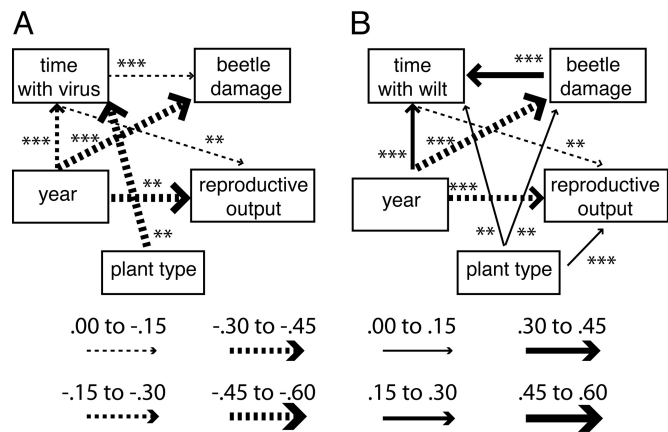 A
B
time
with virus
***
beetle
damage
time
with wilt
***
beetle
damage
***
***
**
***
***
**
year
**
reproductive
output
year
***
reproductive
output
**
**
**
plant type
plant type
***
.00 to -.15
-.30 to -.45
.00 to .15
.30 to .45
-.15 to -.30
-.45 to -.60
.15 to .30
.45 to .60